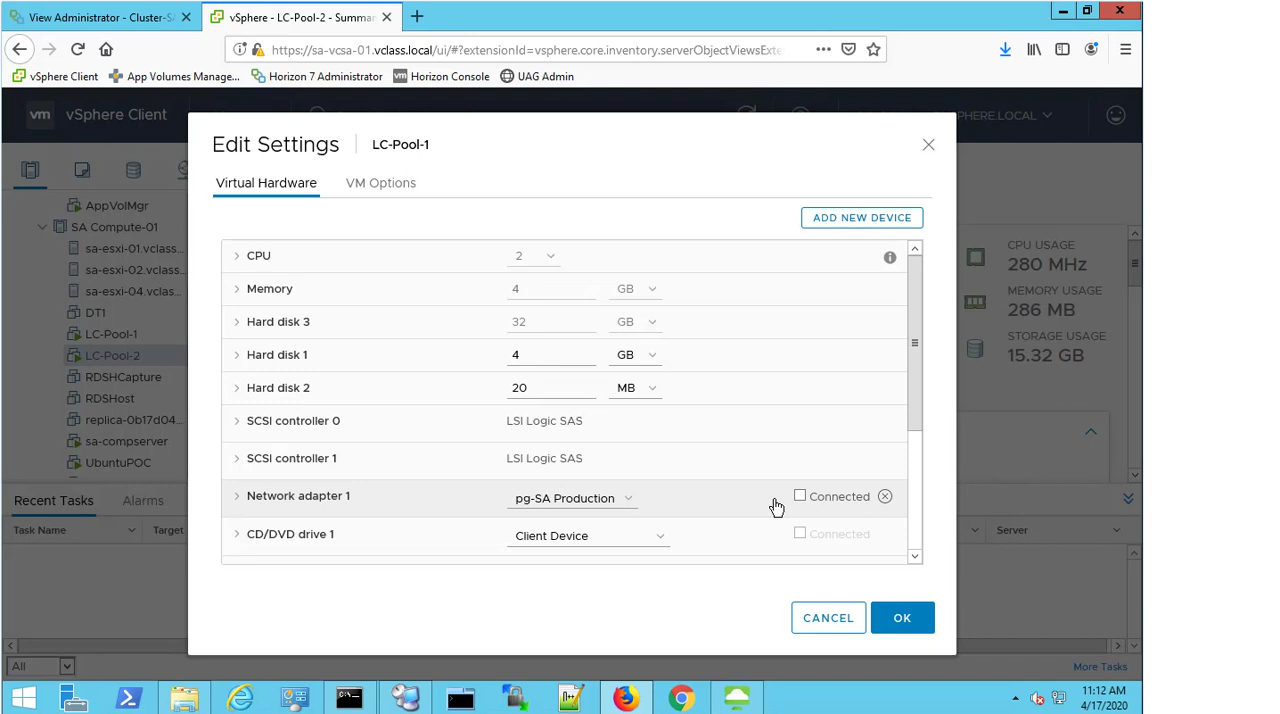 View Administrator - Cluster-SA
vSphere - LC-Pool-2 - Summar
https://sa-vcsa-01.vclass.local/ui/#?extensionId=vsphere.core.inventory.serverObjectViewsExte
vSphere Client
App Volumes Manage...
Horizon 7 Administrator
Horizon Console
UAG Admin
vm
vSphere Client
SPHERE.LOCAL
Edit Settings
LC-Pool-1
Virtual Hardware
VM Options
ADD NEW DEVICE
AppVolMgr
SA Compute-01
sa-esxi-01.vclass...
sa-esxi-02.vclass...
sa-esxi-04.vclass...
DT1
LC-Pool-1
LC-Pool-2
RDSHCapture
RDSHost
replica-0b17d04...
sa-compserver
UbuntuPOC
CPU 2
Memory 4 GB
Hard disk 3 32 GB
Hard disk 1 4 GB
Hard disk 2 20 MB
SCSI controller 0 LSI Logic SAS
SCSI controller 1 LSI Logic SAS
Network adapter 1 pg-SA Production Connected
CD/DVD drive 1 Client Device Connected
CPU USAGE
280 MHz
MEMORY USAGE
286 MB
STORAGE USAGE
15.32 GB
CANCEL
OK
Recent Tasks
Alarms
Task Name
Target
Server
All
More Tasks
11:12 AM
4/17/2020